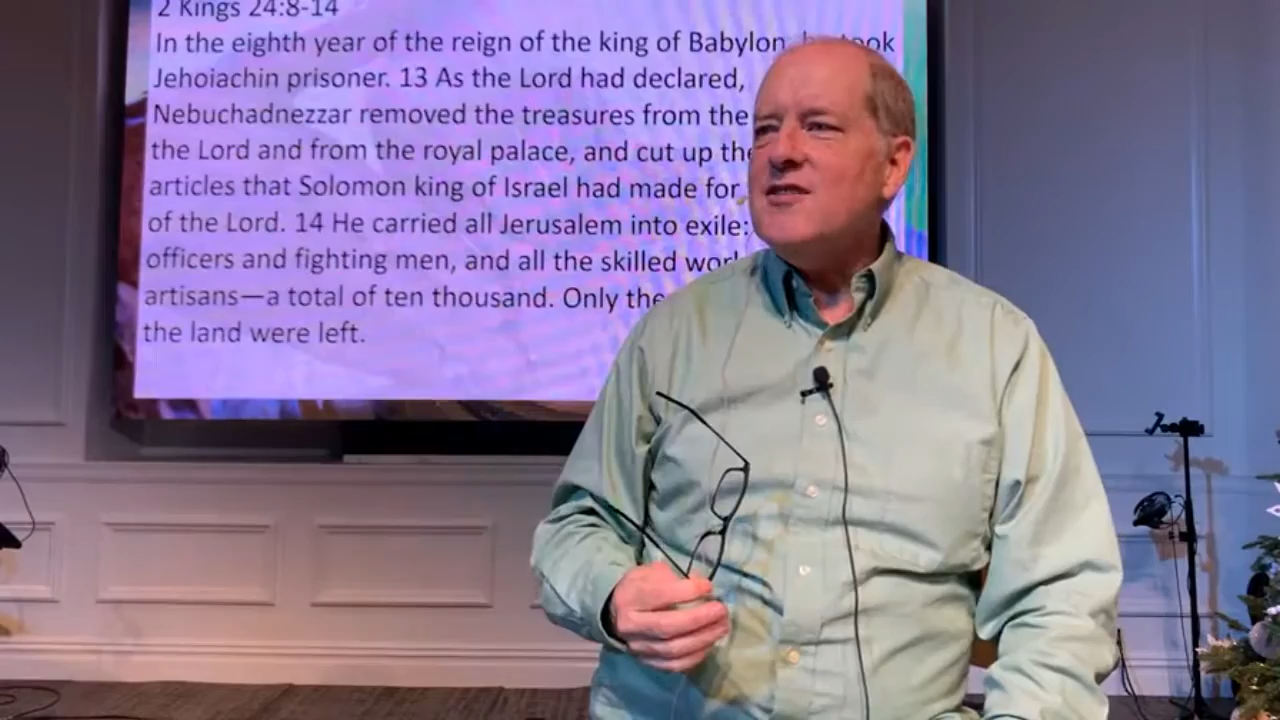 2 Kings 24:8-14
In the eighth year of the reign of the king of Babylon
Jehoiachin prisoner. 13 As the Lord had declared,
Nebuchadnezzar removed the treasures from the
the Lord and from the royal palace, and cut up the
articles that Solomon king of Israel had made for
of the Lord. 14 He carried all Jerusalem into exile:
officers and fighting men, and all the skilled
artisans—a total of ten thousand. Only the
the land were left.